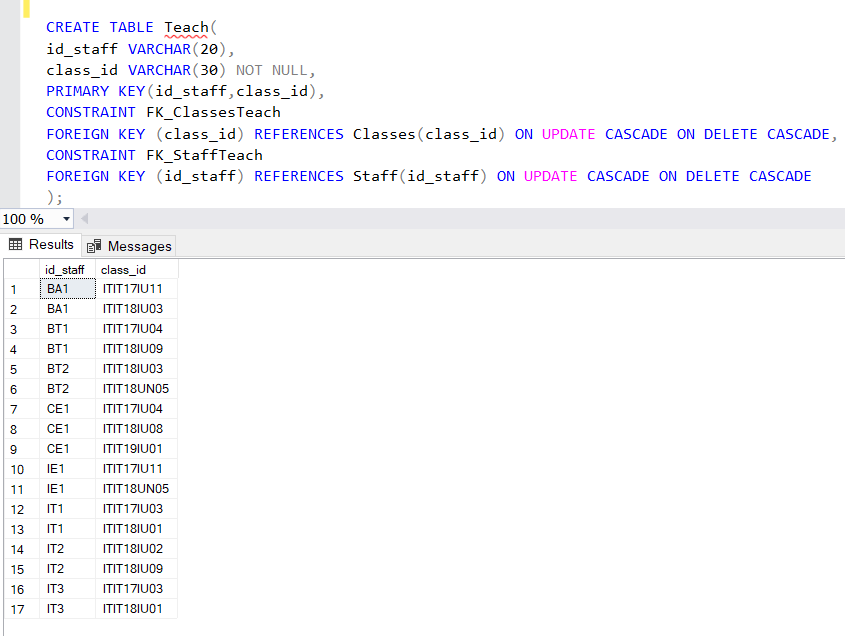 CREATE TABLE Teach(
id_staff VARCHAR(20),
class_id VARCHAR(30) NOT NULL,
PRIMARY KEY(id_staff,class_id),
CONSTRAINT FK_ClassesTeach
FOREIGN KEY (class_id) REFERENCES Classes(class_id) ON UPDATE CASCADE ON DELETE CASCADE,
CONSTRAINT FK_StaffTeach
FOREIGN KEY (id_staff) REFERENCES Staff(id_staff) ON UPDATE CASCADE ON DELETE CASCADE
);
100 %
Results Messages
id_staff class_id
1 BA1 ITIT17IU11
2 BA1 ITIT18IU03
3 BT1 ITIT17IU04
4 BT1 ITIT18IU09
5 BT2 ITIT18IU03
6 BT2 ITIT18UN05
7 CE1 ITIT17IU04
8 CE1 ITIT18IU08
9 CE1 ITIT19IU01
10 IE1 ITIT17IU11
11 IE1 ITIT18UN05
12 IT1 ITIT17IU03
13 IT1 ITIT18IU01
14 IT2 ITIT18IU02
15 IT2 ITIT18IU09
16 IT3 ITIT17IU03
17 IT3 ITIT18IU01